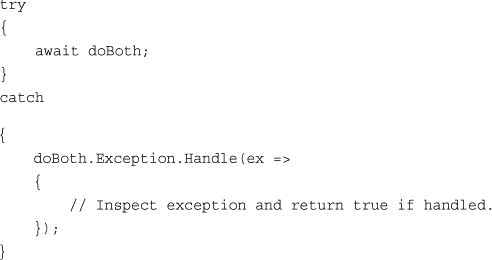 try
{
    await doBoth;
}
catch
{
    doBoth.Exception.Handle(ex =>
    {
        // Inspect exception and return true if handled.
    });
}